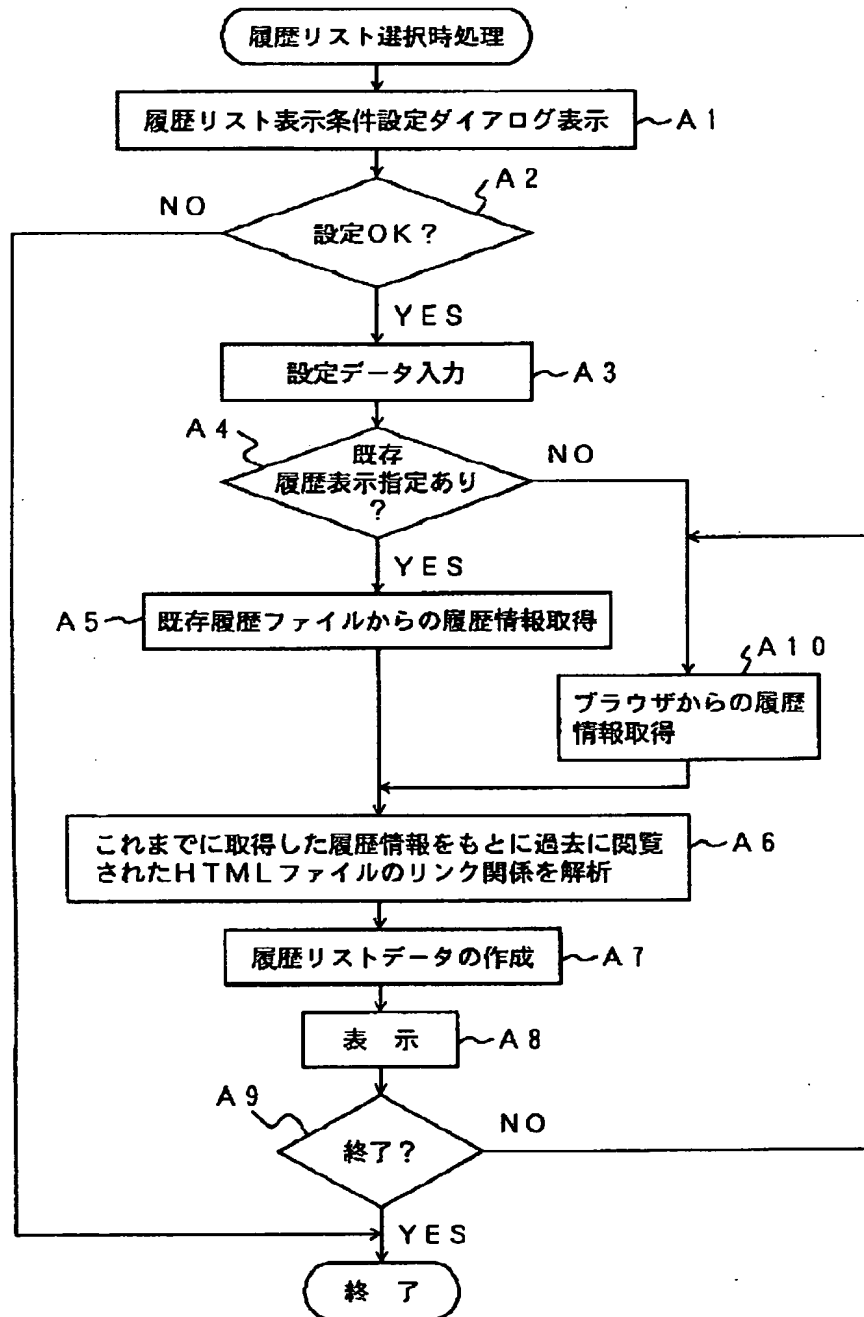 履歴リスト選択時処理
履歴リスト表示条件設定ダイアログ表示
A1
A2
NO
設定OK?
YES
設定データ入力
A3
A4
既存
履歴表示指定あり
?
NO
YES
A5
既存履歴ファイルからの履歴情報取得
A10
ブラウザからの履歴
情報取得
これまでに取得した履歴情報をもとに過去に閲覧
されたHTMLファイルのリンク関係を解析
A6
履歴リストデータの作成
A7
表 示
A8
A9
終了?
NO
YES
終 了